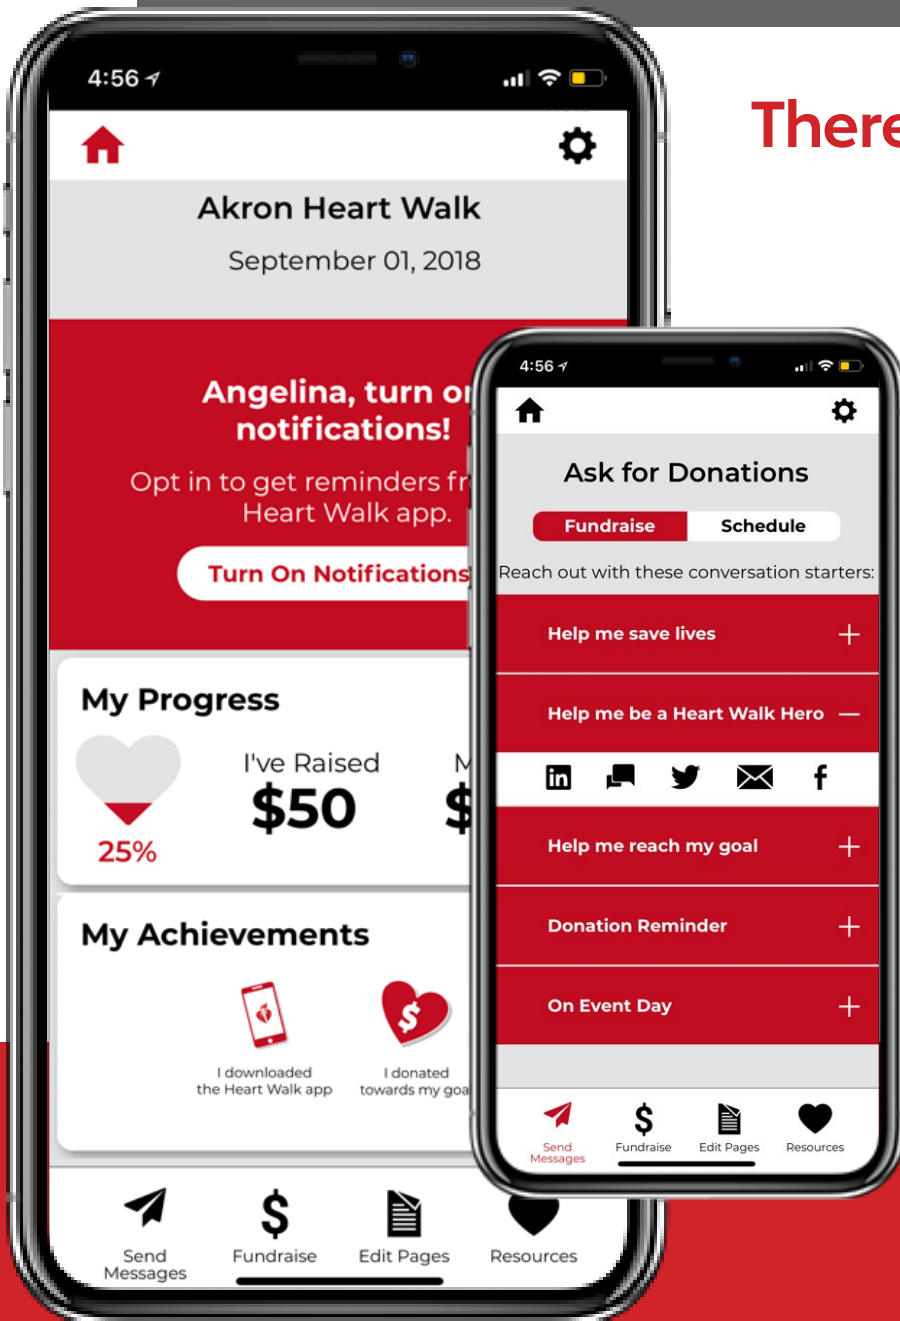 There
4:56
Akron Heart Walk
September 01, 2018
Angelina, turn
notifications!
Opt in to get reminders
Heart Walk app.
Turn On Notifications
My Progress
I've Raised
$50
$
25%
My Achievements
I downloaded
the Heart Walk app
I donated
towards my
Send
Messages
Fundraise
Edit Pages
Resources
4:56
Ask for Donations
Fundraise
Schedule
Reach out with these conversation starters:
Help me save lives
Help me be a Heart Walk Hero
in
f
Help me reach my goal
Donation Reminder
On Event Day
Send
Messages
Fundraise
Edit Pages
Resources